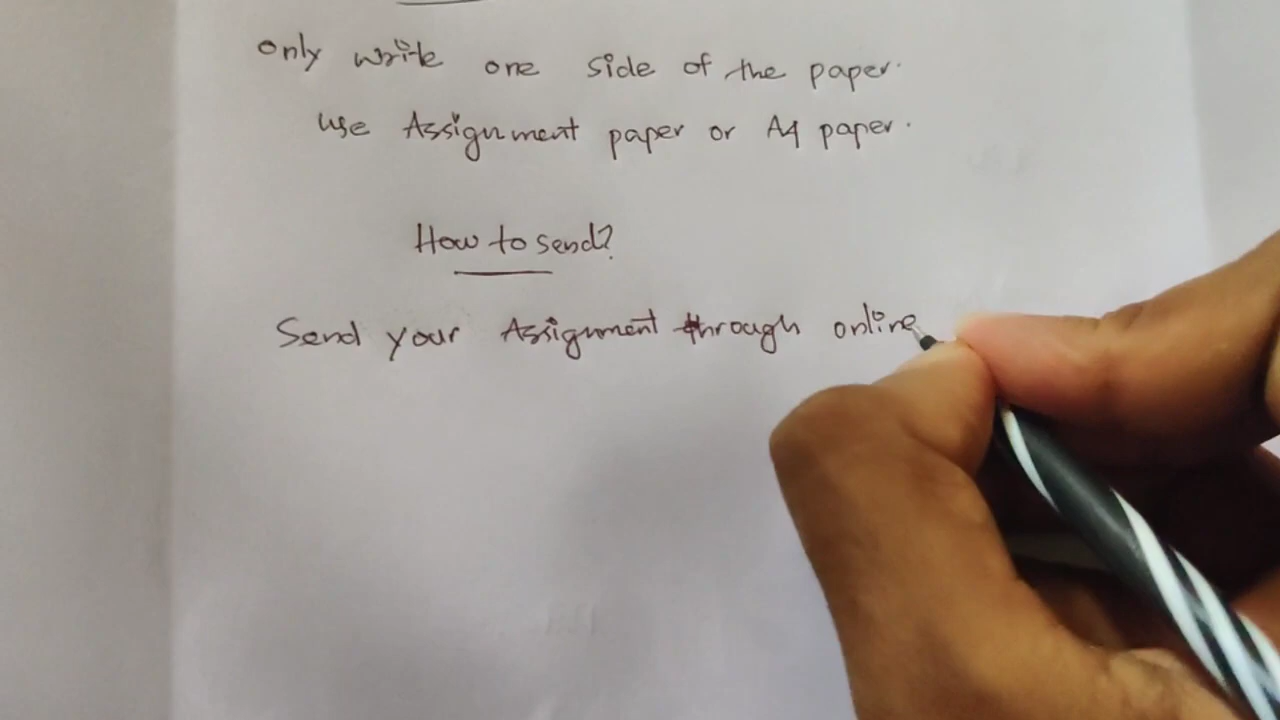 only write one side of the paper.
use Assignment paper or A4 paper.
How to send?
Send your Assignment through online